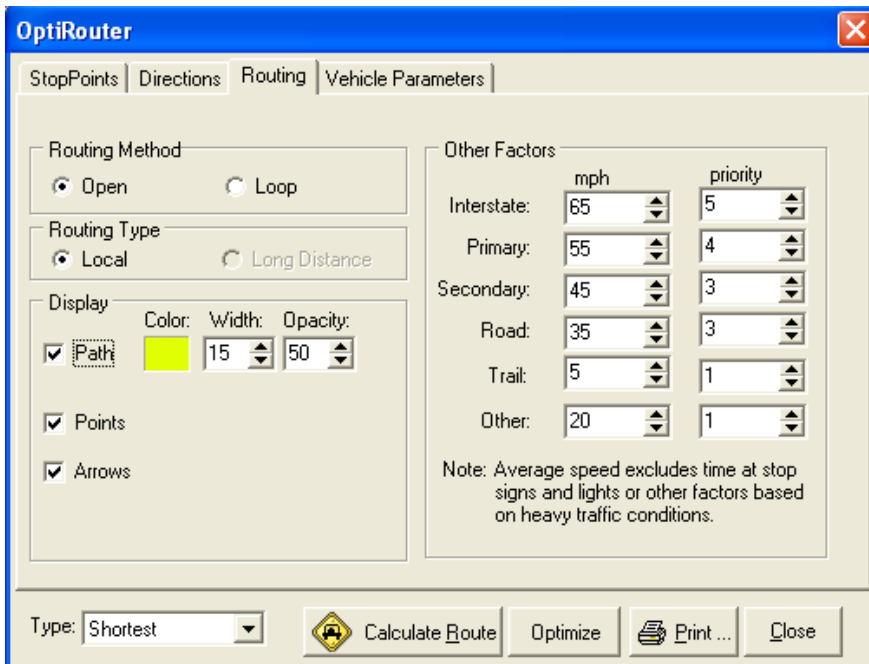 OptiRouter
StopPoints Directions Routing Vehicle Parameters
Routing Method
Open Loop
Routing Type
Local Long Distance
Display
Color: Width: Opacity:
Path 15 50
Points
Arrows
Other Factors
mph priority
Interstate: 65 5
Primary: 55 4
Secondary: 45 3
Road: 35 3
Trail: 5 1
Other: 20 1
Note: Average speed excludes time at stop
signs and lights or other factors based
on heavy traffic conditions.
Type: Shortest Calculate Route Optimize Print ... Close